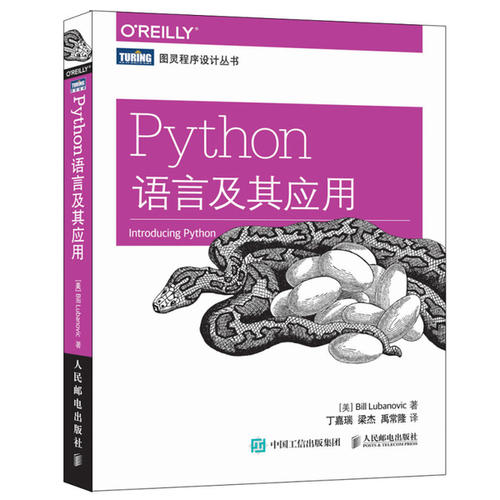 O'REILLY®
TURING 图灵程序设计丛书
Python
语言及其应用
Introducing Python
[美] Bill Lubanovic 著
丁嘉瑞 梁杰 禹常隆 译
中国工信出版集团
人民邮电出版社
POSTS & TELECOM PRESS
O'REILLY®
TURING
Python语言及其应用
[美] Bill Lubanovic 著
人民邮电出版社